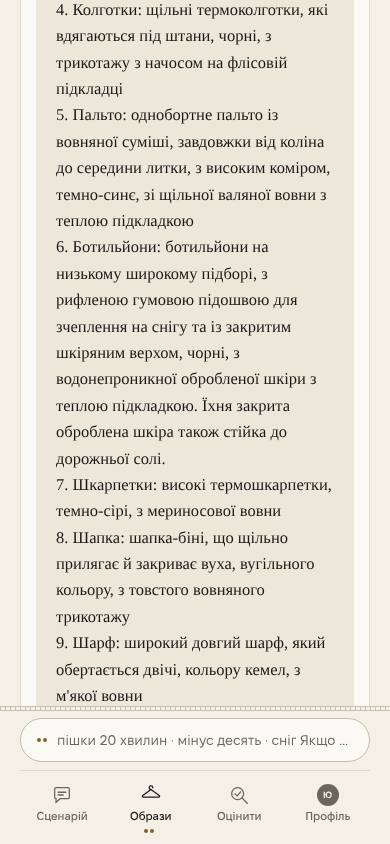 4. Колготки: щільні термоколготки, які
вдягаються під штани, чорні, з
трикотажу з начосом на флісовій
підкладці
5. Пальто: однобортне пальто із
вовняної суміші, завдовжки від коліна
до середини литки, з високим коміром,
темно-синє, зі щільної валяної вовни з
теплою підкладкою
6. Ботильйони: ботильйони на
низькому широкому підборі, з
рифленою гумовою підошвою для
зчеплення на снігу та із закритим
шкіряним верхом, чорні, з
водонепроникної обробленої шкіри з
теплою підкладкою. Їхня закрита
оброблена шкіра також стійка до
дорожньої солі.
7. Шкарпетки: високі термошкарпетки,
темно-сірі, з мериносової вовни
8. Шапка: шапка-біні, що щільно
прилягає й закриває вуха, вугільного
кольору, з товстого вовняного
трикотажу
9. Шарф: широкий довгий шарф, який
обертається двічі, кольору кемел, з
м'якої вовни
пішки 20 хвилин · мінус десять · сніг Якщо ...
Ю
Сценарій Образи Оцінити Профіль